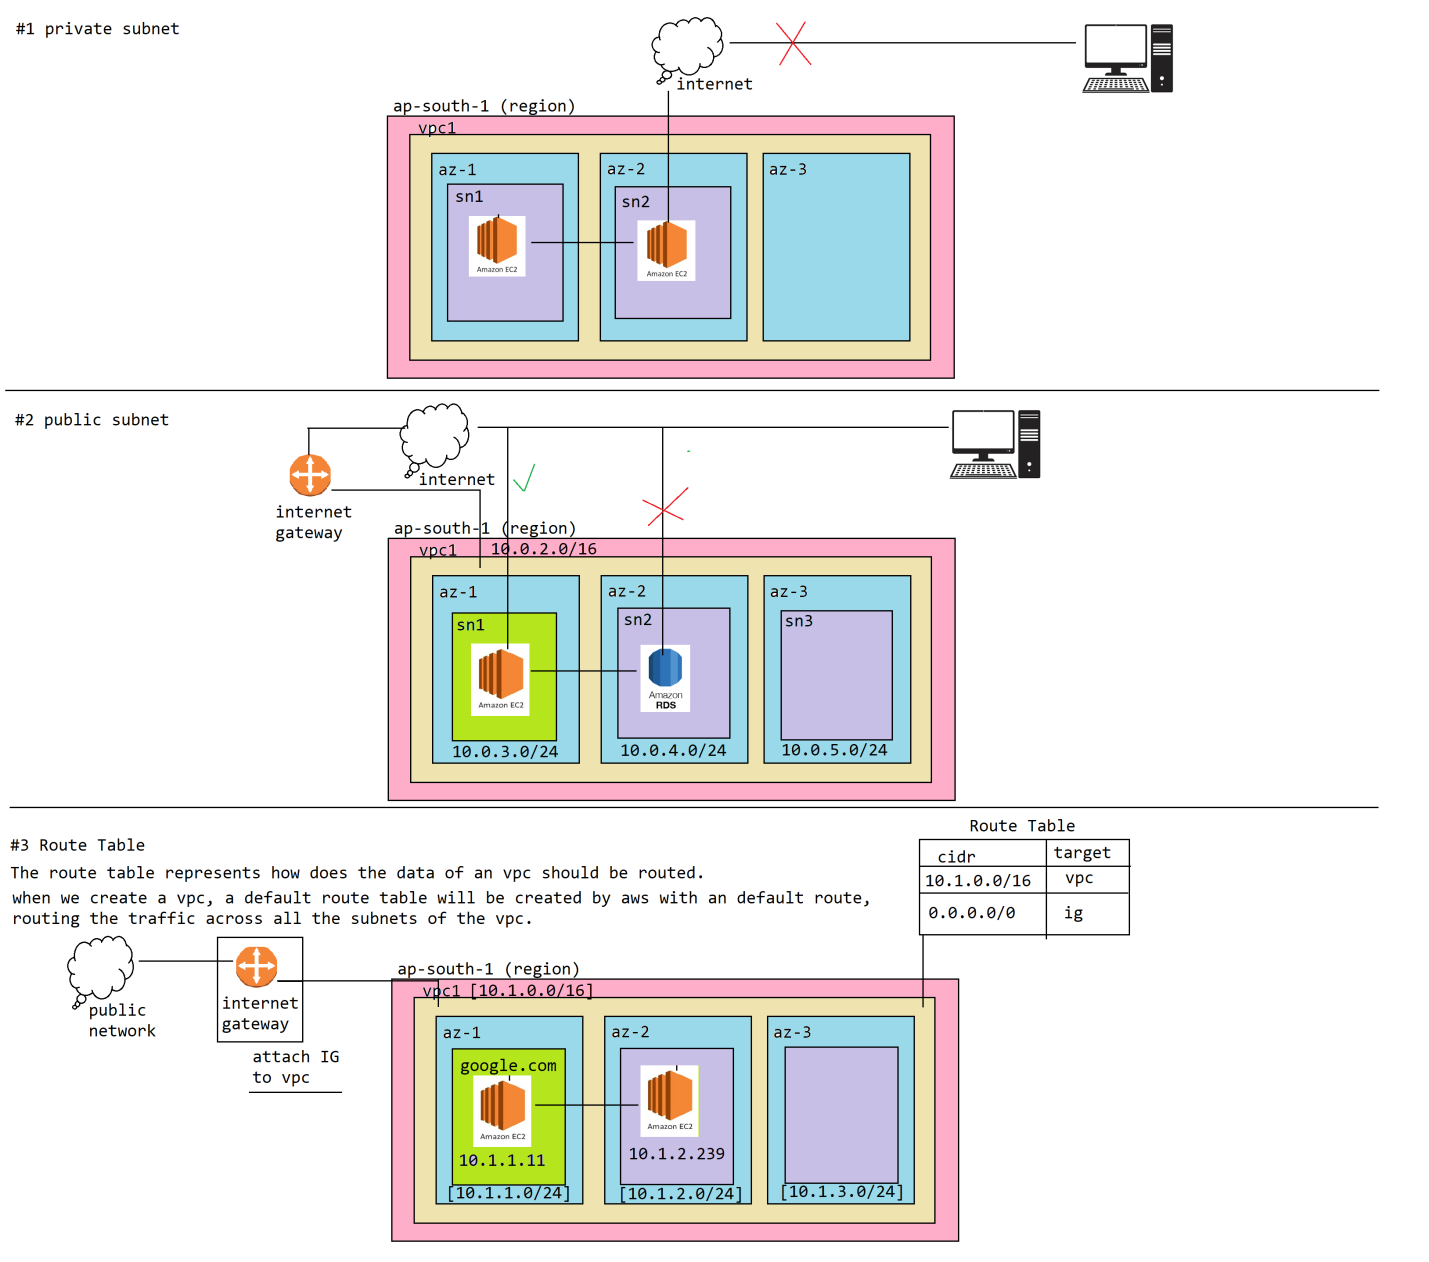 #1 private subnet
internet
ap-south-1 (region)
vpc1
az-1
az-2
az-3
sn1
sn2
Amazon EC2
Amazon EC2
#2 public subnet
internet
internet
gateway
ap-south-1 (region)
vpc1 10.0.2.0/16
az-1
az-2
az-3
sn1
sn2
sn3
Amazon EC2
Amazon
RDS
10.0.3.0/24
10.0.4.0/24
10.0.5.0/24
#3 Route Table
The route table represents how does the data of an vpc should be routed.
when we create a vpc, a default route table will be created by aws with an default route,
routing the traffic across all the subnets of the vpc.
Route Table
cidr target
10.1.0.0/16 vpc
0.0.0.0/0 ig
public
network
internet
gateway
attach IG
to vpc
ap-south-1 (region)
vpc1 [10.1.0.0/16]
az-1
az-2
az-3
google.com
Amazon EC2
Amazon EC2
10.1.1.11
10.1.2.239
[10.1.1.0/24]
[10.1.2.0/24]
[10.1.3.0/24]